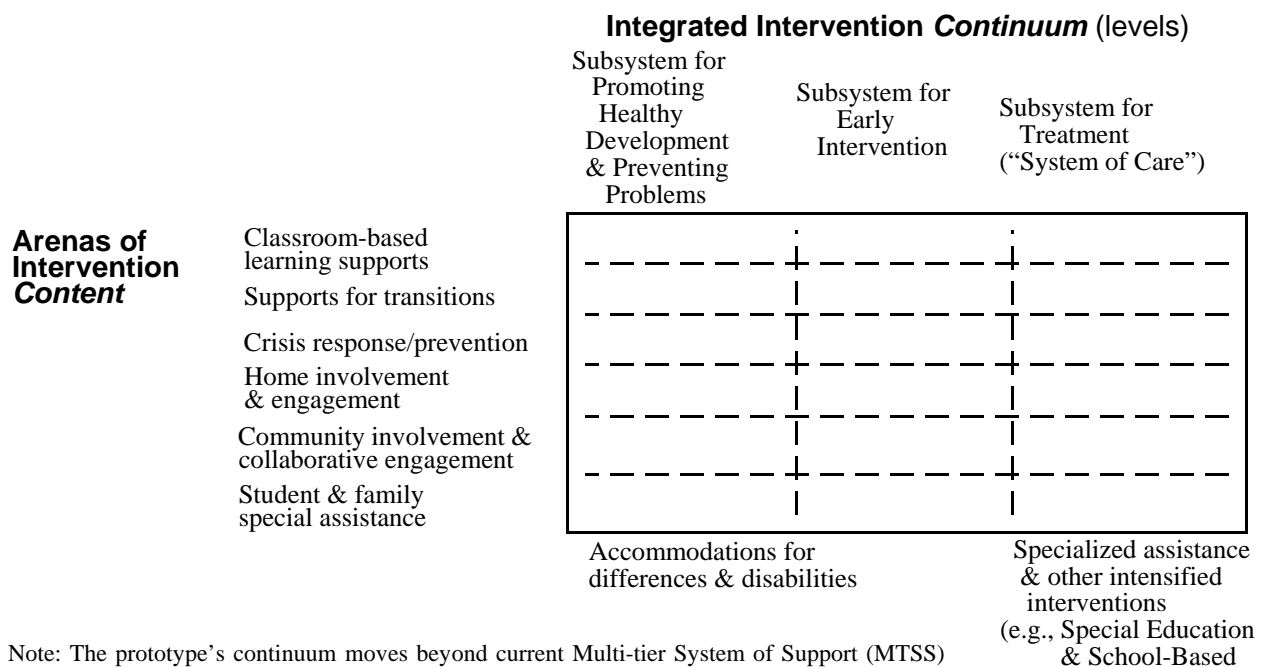 Integrated Intervention Continuum (levels)
Subsystem for
Promoting
Healthy
Development
& Preventing
Problems
Subsystem for
Early
Intervention
Subsystem for
Treatment
(“System of Care”)
Arenas of
Intervention
Content
Classroom-based
learning supports
Supports for transitions
Crisis response/prevention
Home involvement
& engagement
Community involvement &
collaborative engagement
Student & family
special assistance
Accommodations for
differences & disabilities
Specialized assistance
& other intensified
interventions
(e.g., Special Education
& School-Based
Note: The prototype’s continuum moves beyond current Multi-tier System of Support (MTSS)